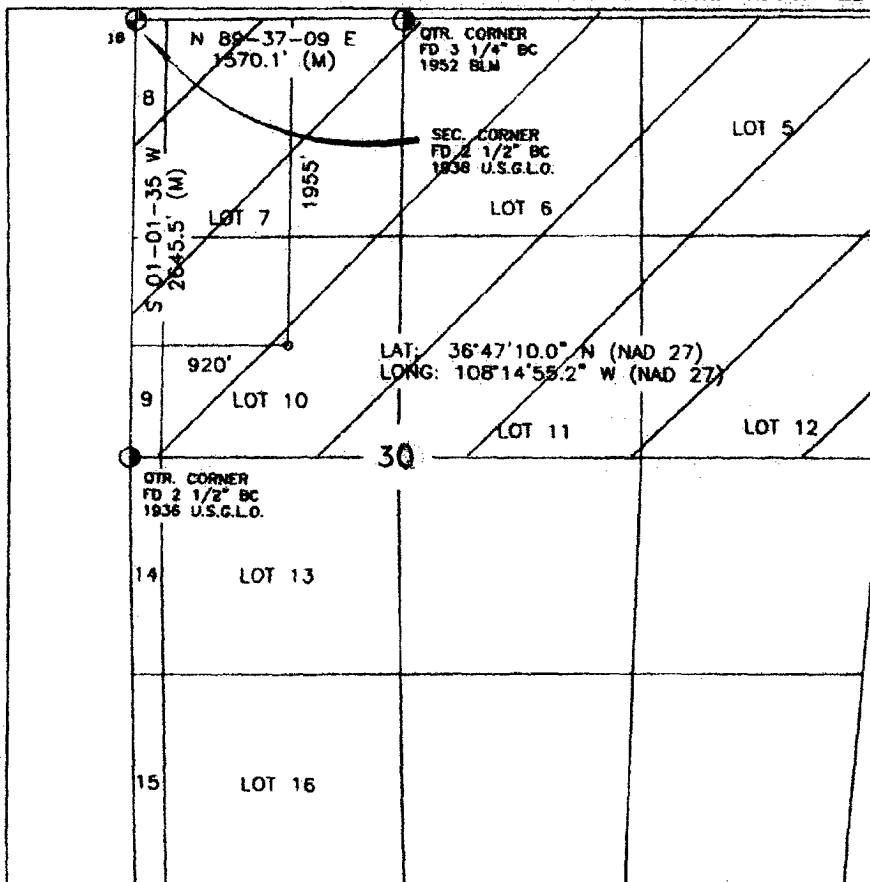 18
N 89-37-09 E
1570.1' (M)
QTR. CORNER
FD 3 1/4" BC
1952 BLM
8
SEC. CORNER
FD 2 1/2" BC
1938 U.S.G.L.O.
LOT 5
S 01-01-35 W
2645.5' (M)
1955'
LOT 7
LOT 6
LAT: 36°47'10.0" N (NAD 27)
LONG: 108°14'55.2" W (NAD 27)
920'
9
LOT 10
LOT 11
LOT 12
30
QTR. CORNER
FD 2 1/2" BC
1936 U.S.G.L.O.
14
LOT 13
15
LOT 16